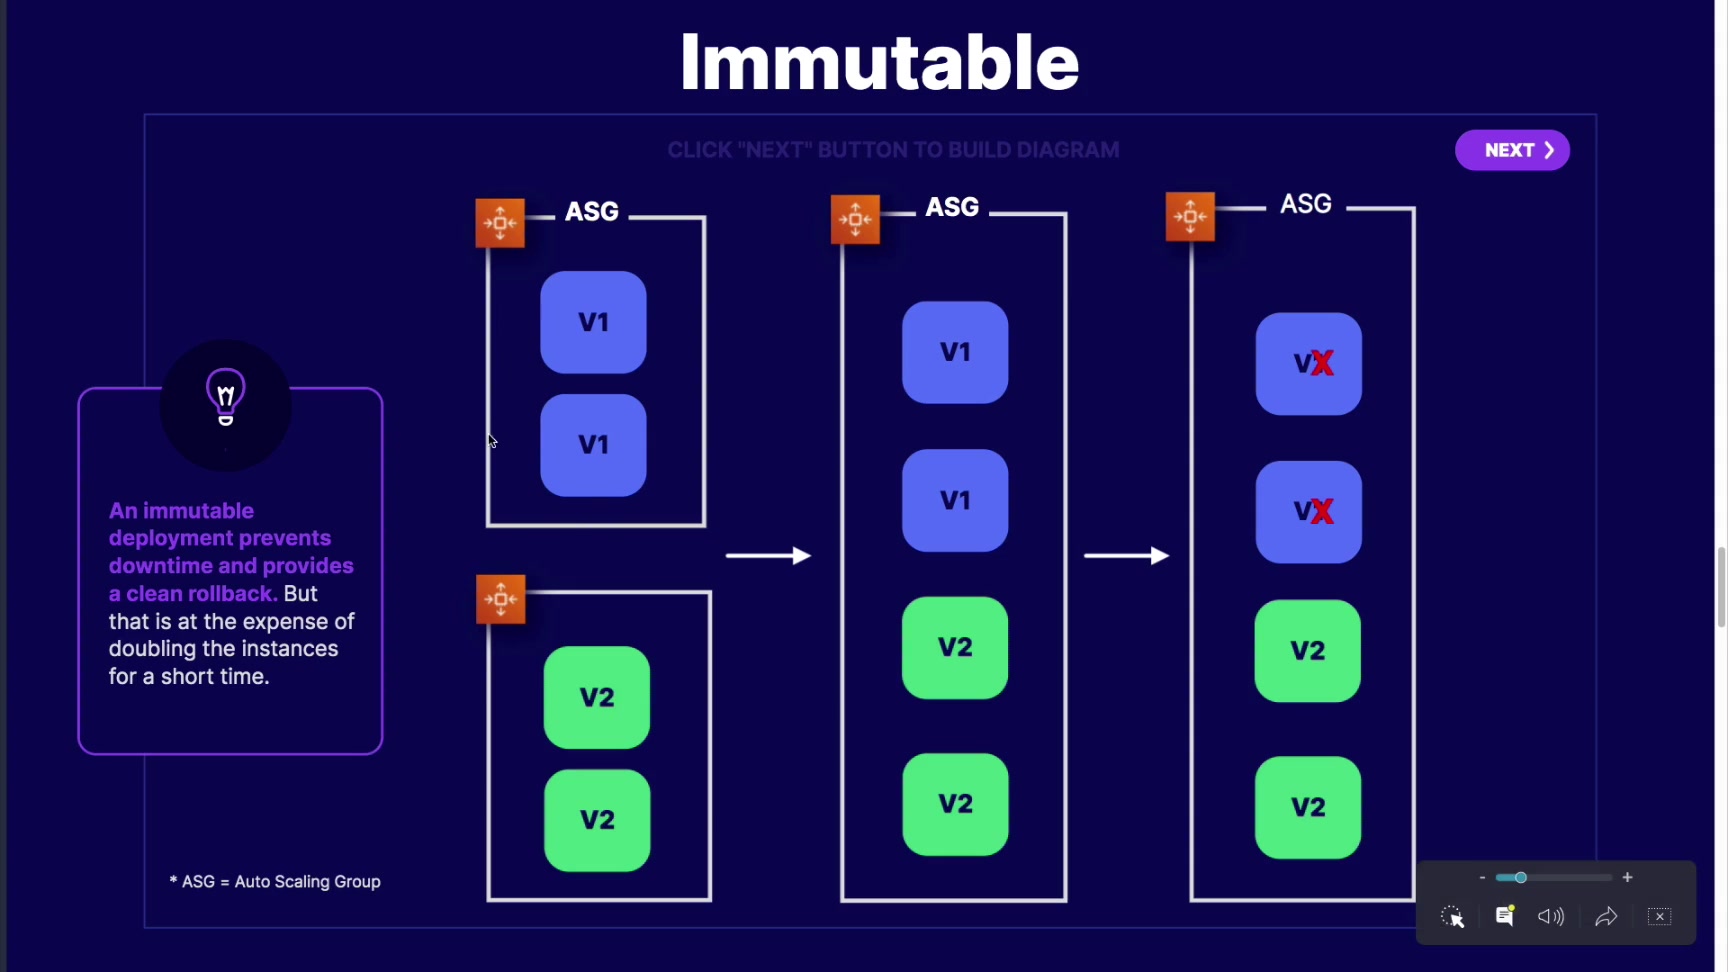 Immutable
CLICK "NEXT" BUTTON TO BUILD DIAGRAM
NEXT
ASG
ASG
ASG
V1
V1
V2
V2
V1
V1
V2
V2
VX
VX
V2
V2
An immutable
deployment prevents
downtime and provides
a clean rollback. But
that is at the expense of
doubling the instances
for a short time.
* ASG = Auto Scaling Group